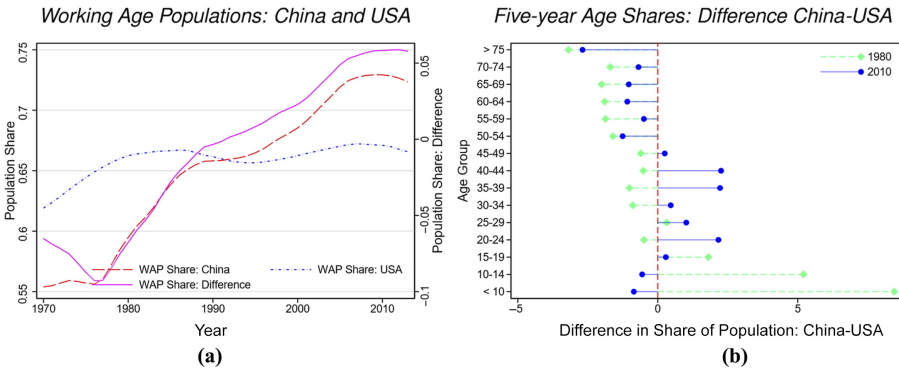 Working Age Populations: China and USA
Population Share
0.75
0.7
0.65
0.6
0.55
0.05
0
−0.05
−0.1
Population Share: Difference
WAP Share: China
WAP Share: USA
WAP Share: Difference
1970
1980
1990
2000
2010
Year
(a)
Five-year Age Shares: Difference China-USA
Age Group
> 75
70-74
65-69
60-64
55-59
50-54
45-49
40-44
35-39
30-34
25-29
20-24
15-19
10-14
< 10
1980
2010
−5
0
5
Difference in Share of Population: China-USA
(b)